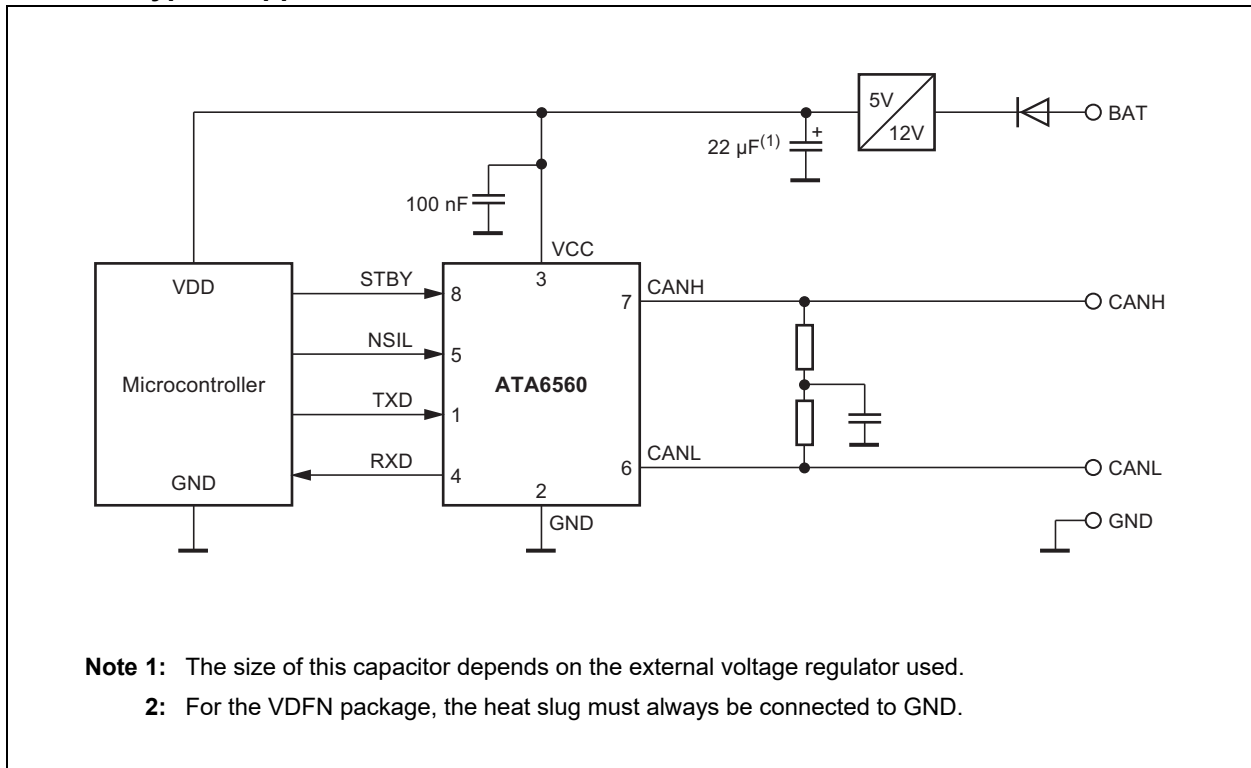 5V
12V
BAT
22 µF(1)
+
100 nF
VCC
VDD
STBY
8
3
7
CANH
CANH
NSIL
5
Microcontroller
ATA6560
TXD
1
RXD
4
6
CANL
CANL
GND
2
GND
GND
Note 1: The size of this capacitor depends on the external voltage regulator used.
2: For the VDFN package, the heat slug must always be connected to GND.